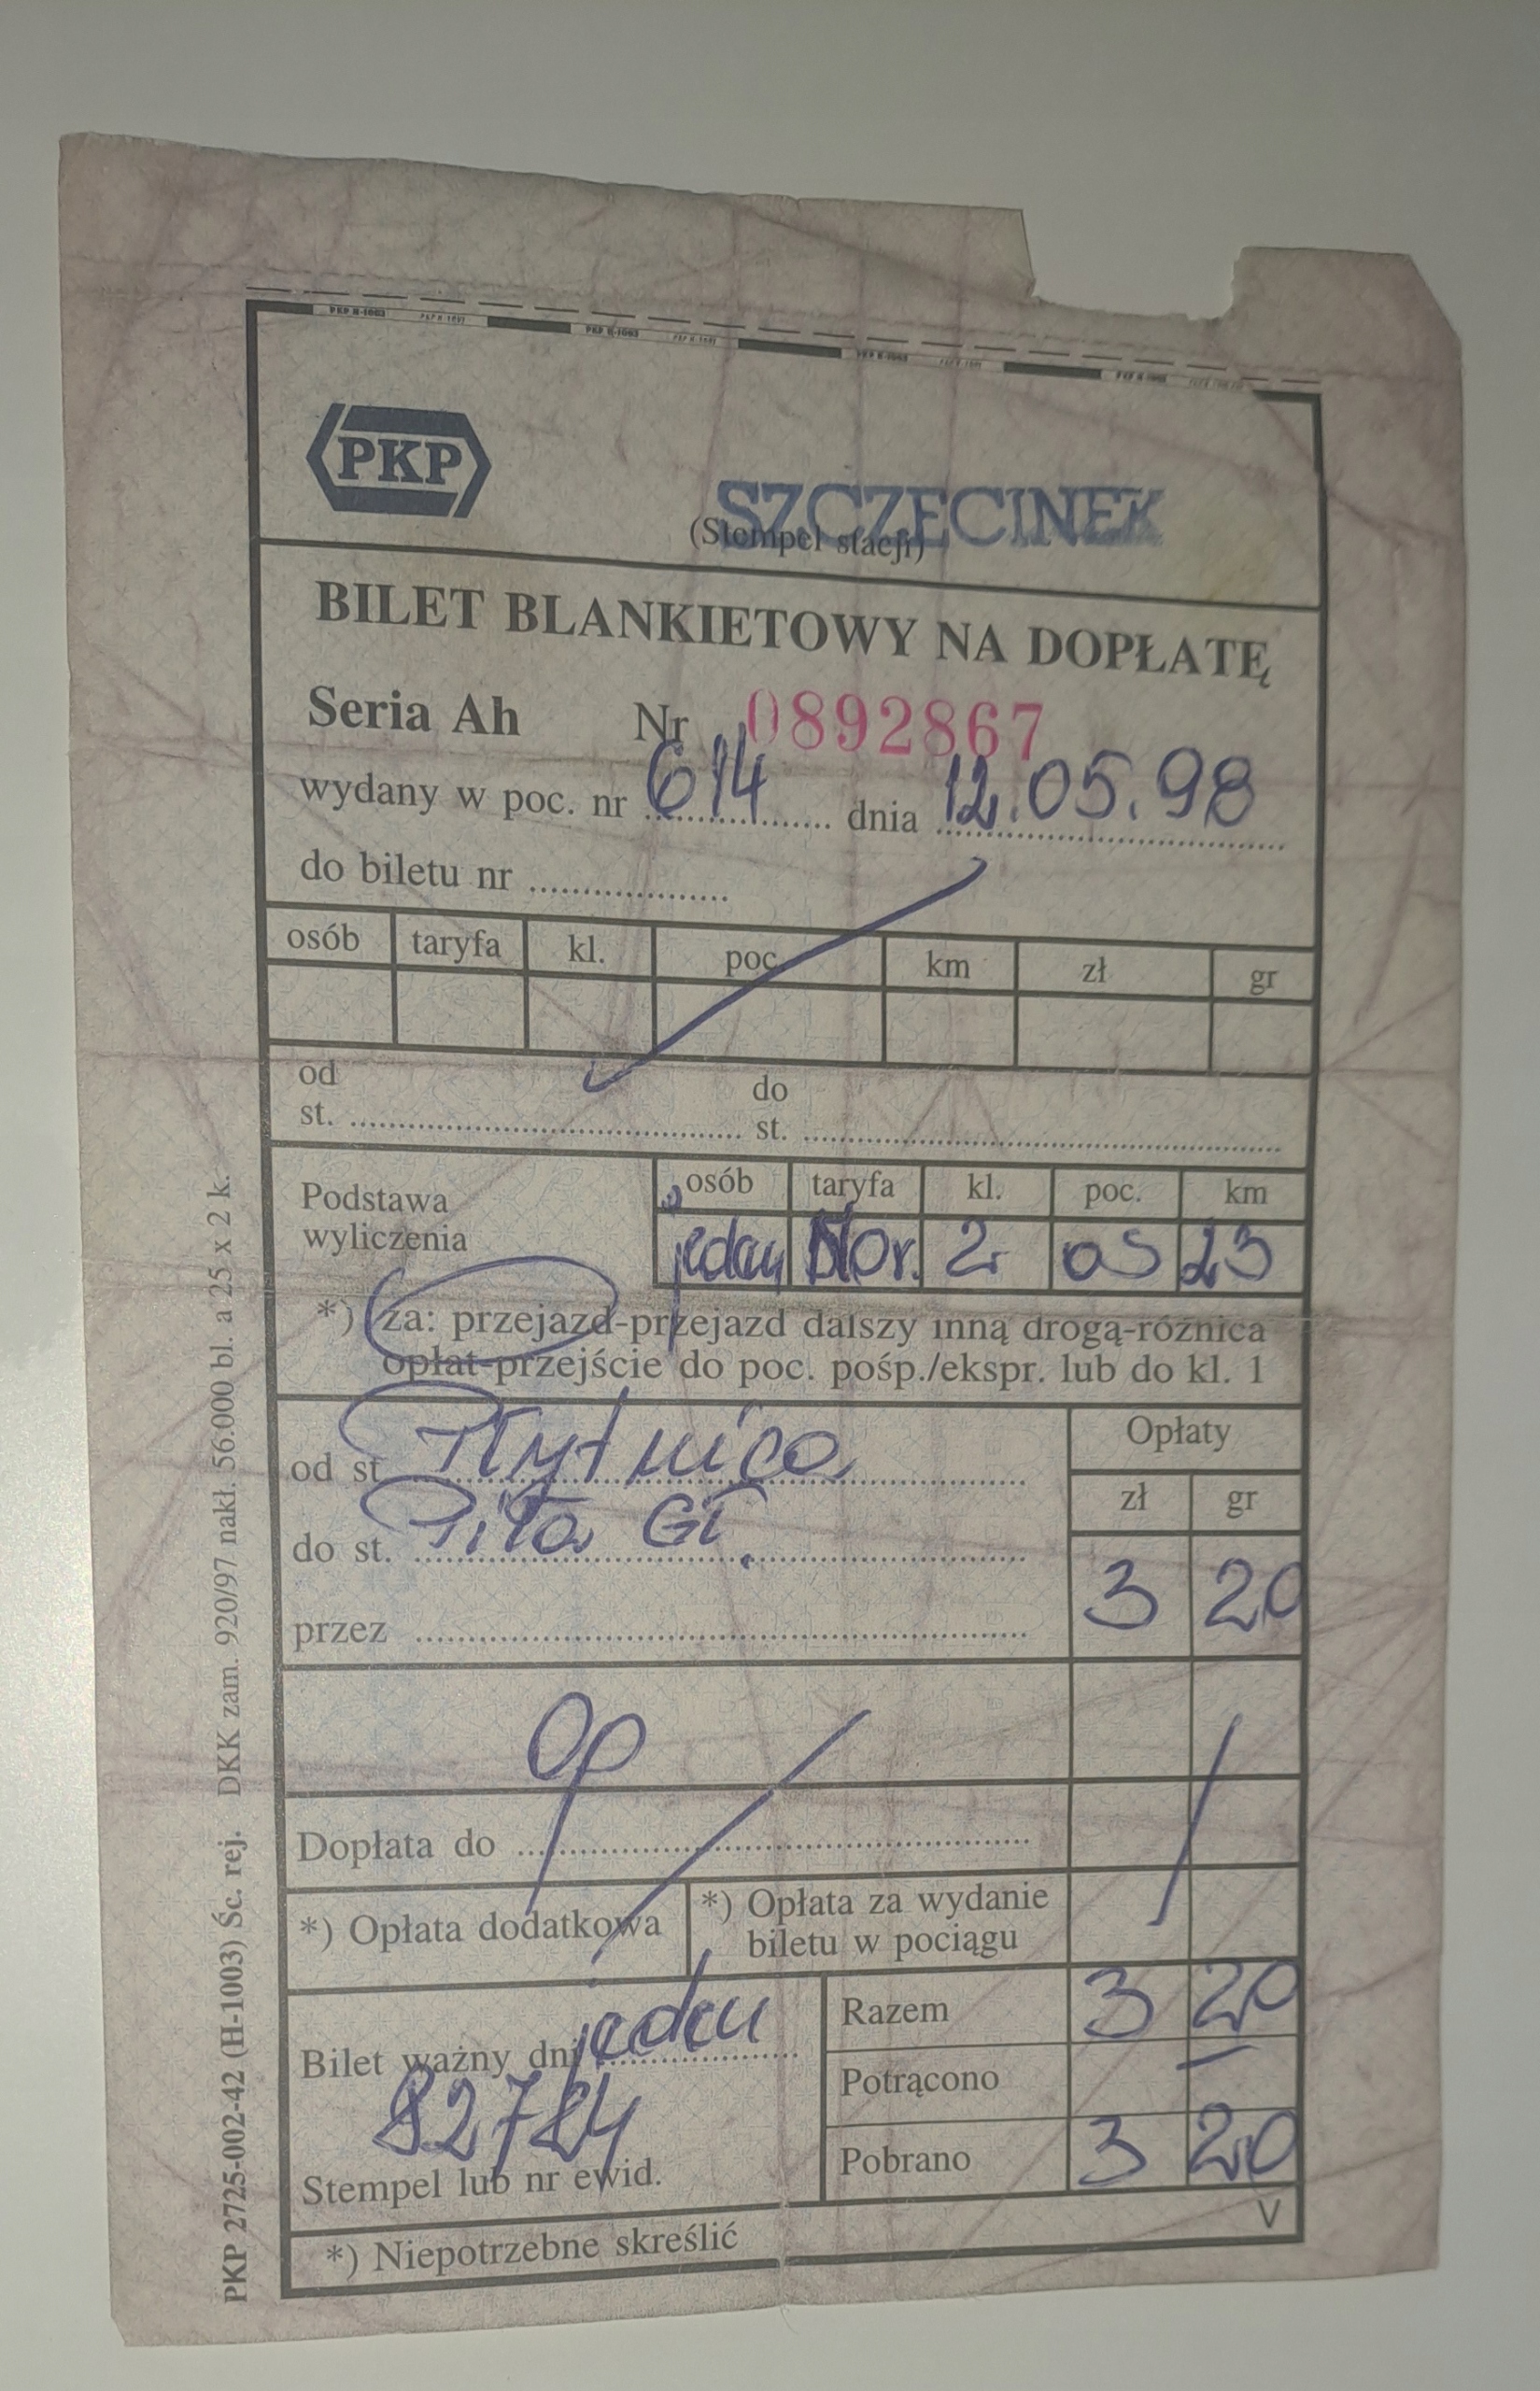 PKP
SZCZECINEK
(Stempel stacji)
BILET BLANKIETOWY NA DOPŁATĘ
Seria Ah Nr 0892867
wydany w poc. nr 614 dnia 12.05.98
do biletu nr
osób taryfa kl. poc. km zł gr
od st. do st.
Podstawa wyliczenia
osób taryfa kl. poc. km
jeden Nor. 2 os 23
*) za: przejazd-przejazd dalszy inną drogą-różnica
opłat-przejście do poc. pośp./ekspr. lub do kl. 1
Opłaty
od st. Płytnica
zł gr
do st. Piła Gł.
3 20
przez
Dopłata do
*) Opłata dodatkowa
*) Opłata za wydanie
biletu w pociągu
Razem 3 20
Bilet ważny dni jeden
Potrącono —
82784
Pobrano 3 20
Stempel lub nr ewid.
*) Niepotrzebne skreślić
V
PKP 2725-002-42 (H-1003) Śc. rej. DKK zam. 920/97 nakł. 56.000 bl. a 25 x 2 k.